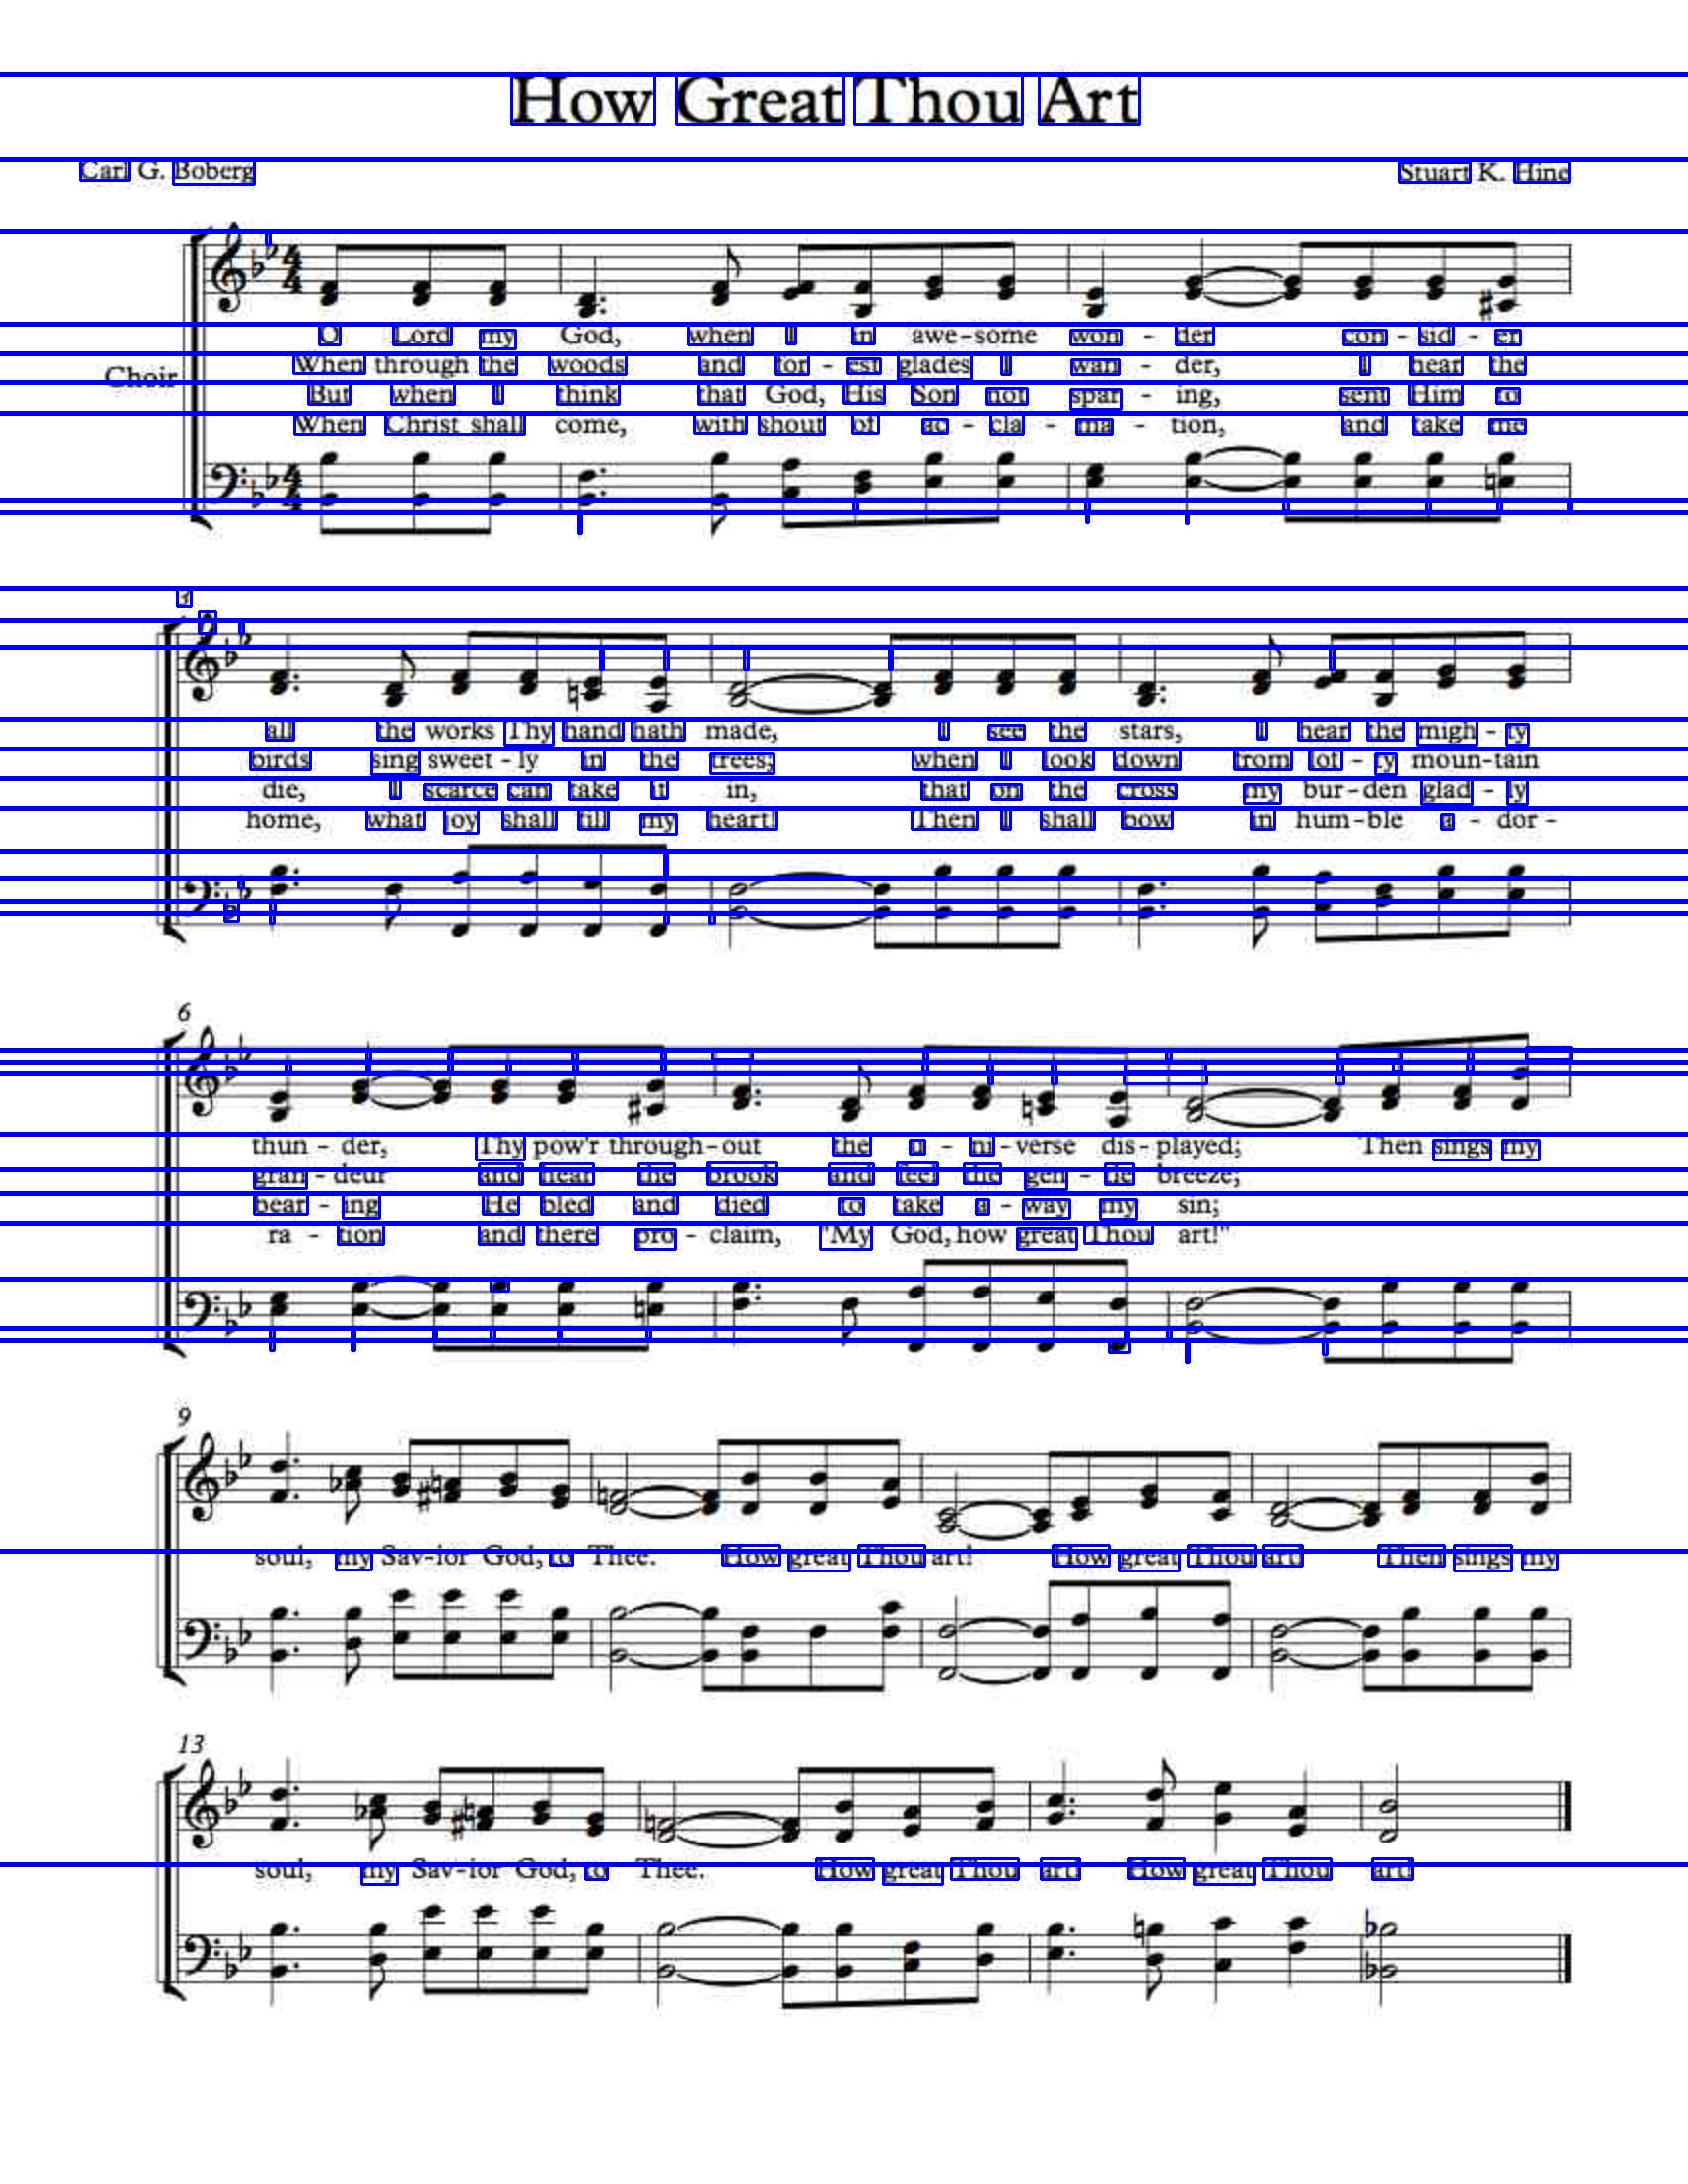 How Great Thou Art
Carl G. Boberg
Stuart K. Hine
O Lord my God, when I in awe-some won - der con - sid - er
When through the woods and for - est glades I wan - der, I hear the
Choir
But when I think that God, His Son not spar - ing, sent Him to
When Christ shall come, with shout of ac - cla - ma - tion, and take me
3
all the works Thy hand hath made, I see the stars, I hear the migh - ty
birds sing sweet - ly in the trees; when I look down from lof - ty moun-tain
die, I scarce can take it in, that on the cross my bur-den glad - ly
home, what joy shall fill my heart! Then I shall bow in hum-ble a - dor -
6
thun - der, Thy pow'r through-out the u - ni-verse dis-played; Then sings my
gran - deur and hear the brook and feel the gen - tle breeze;
bear - ing He bled and died to take a - way my sin;
ra - tion and there pro - claim, "My God, how great Thou art!"
9
soul, my Sav-ior God, to Thee. How great Thou art! How great Thou art! Then sings my
13
soul, my Sav-ior God, to Thee. How great Thou art! How great Thou art!